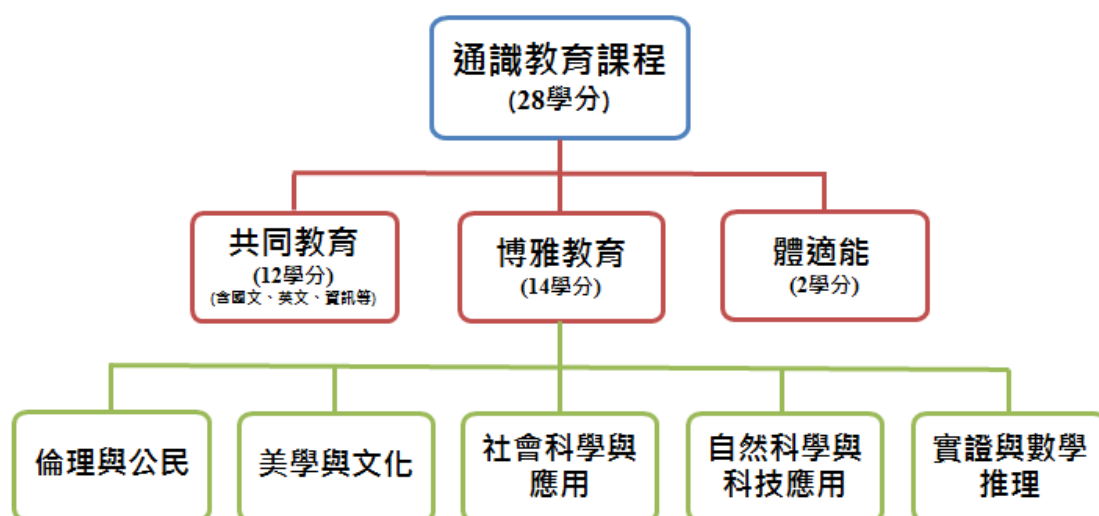 通識教育課程
(28學分)
共同教育
(12學分)
(含國文、英文、資訊等)
博雅教育
(14學分)
體適能
(2學分)
倫理與公民
美學與文化
社會科學與
應用
自然科學與
科技應用
實證與數學
推理